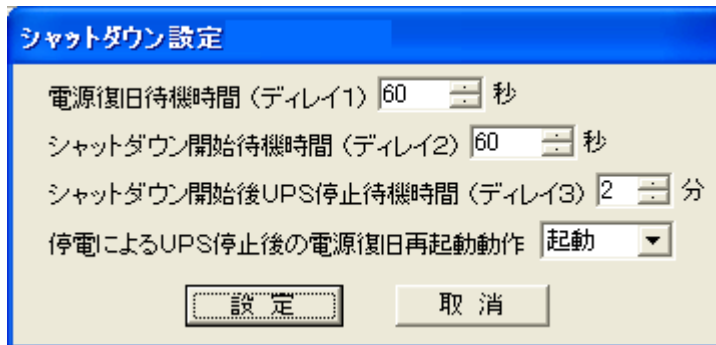 シャットダウン設定
電源復旧待機時間（ディレイ1） 60 秒
シャットダウン開始待機時間（ディレイ2） 60 秒
シャットダウン開始後UPS停止待機時間（ディレイ3） 2 分
停電によるUPS停止後の電源復旧再起動動作 起動
設 定 取 消